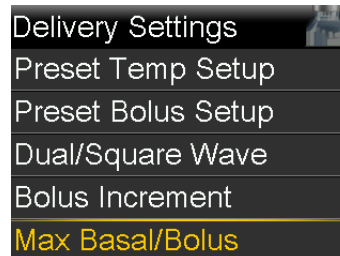 Delivery Settings
Preset Temp Setup
Preset Bolus Setup
Dual/Square Wave
Bolus Increment
Max Basal/Bolus